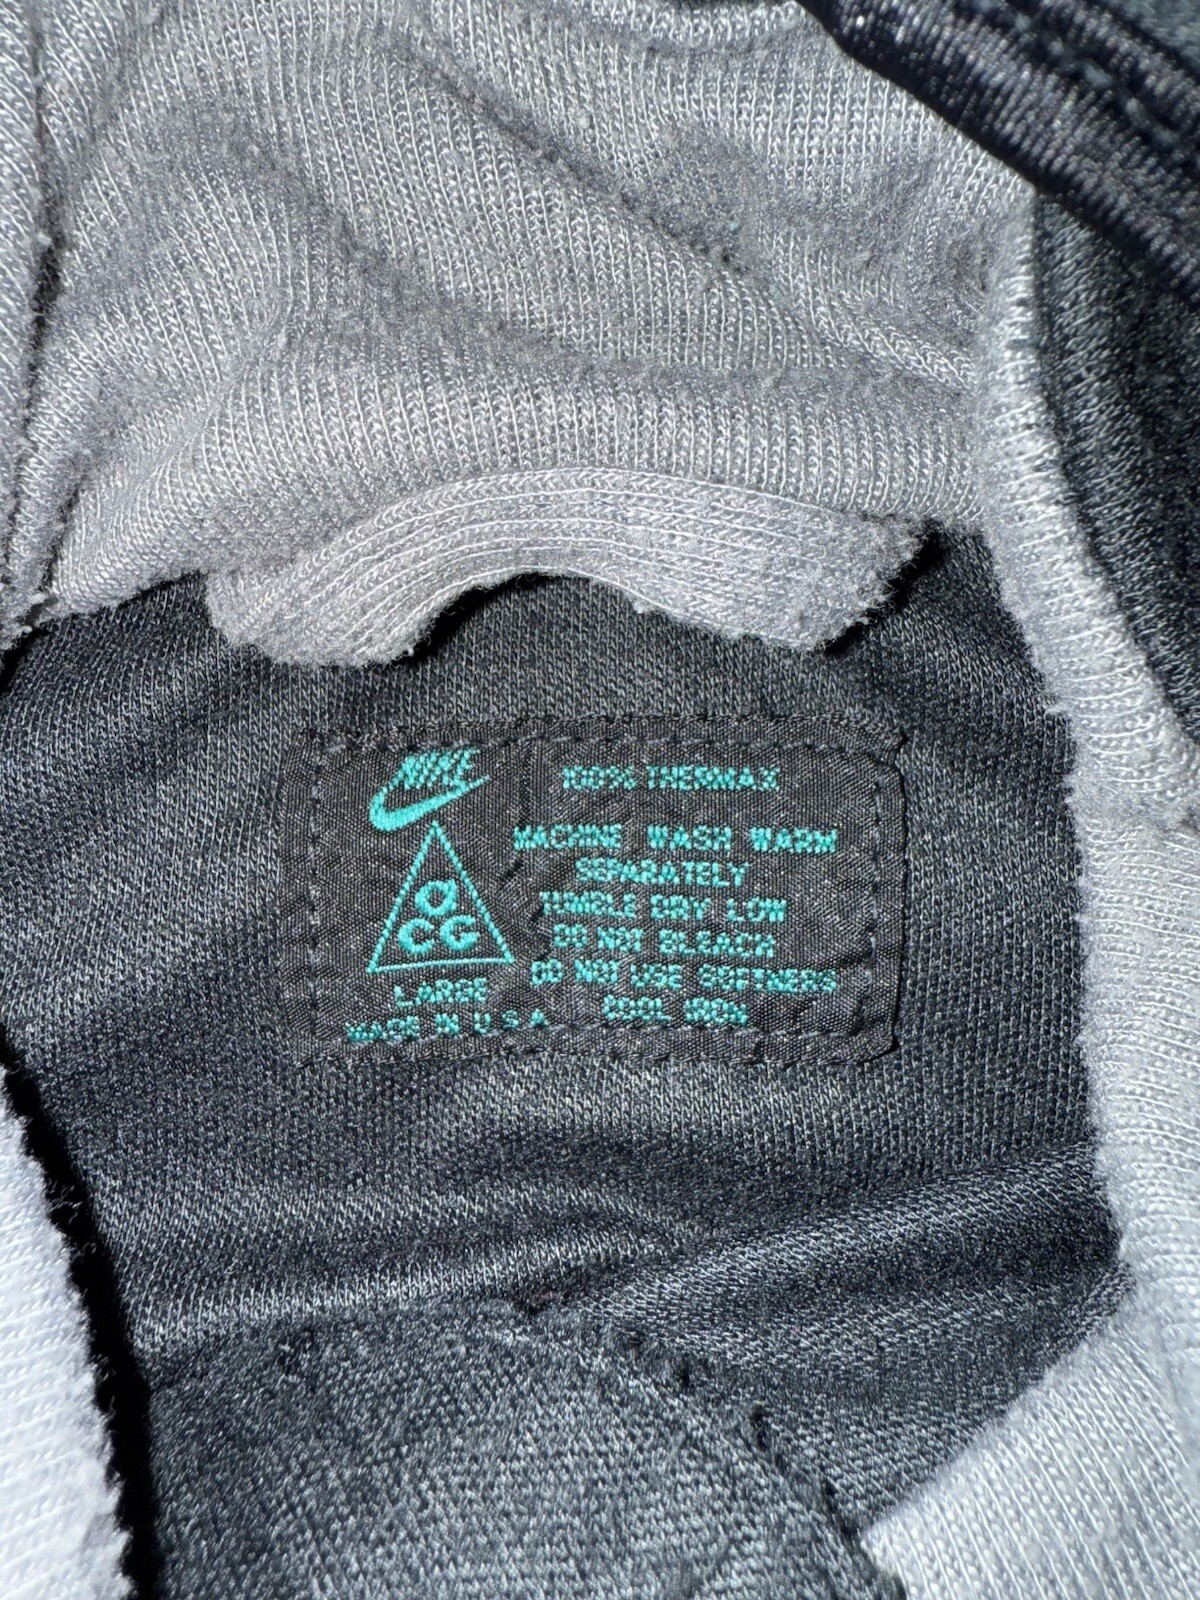 NIKE
ACG
LARGE
MADE IN U S A
100% THERMAX
MACHINE WASH WARM
SEPARATELY
TUMBLE DRY LOW
DO NOT BLEACH
DO NOT USE SOFTNERS
COOL IRON